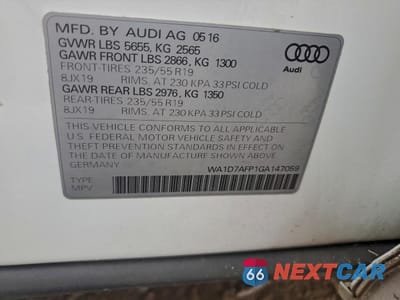 MFD. BY AUDI AG 05 16
GVWR LBS 5655, KG 2565
GAWR FRONT LBS 2866, KG 1300
FRONT-TIRES 235/55 R19
8JX19 RIMS. AT 230 KPA 33 PSI COLD
GAWR REAR LBS 2976, KG 1350
REAR-TIRES 235/55 R19
8JX19 RIMS. AT 230 KPA 33 PSI COLD
Audi
THIS VEHICLE CONFORMS TO ALL APPLICABLE
U.S. FEDERAL MOTOR VEHICLE SAFETY AND THEFT
PREVENTION STANDARDS IN EFFECT ON THE
DATE OF MANUFACTURE SHOWN ABOVE.
GERMANY
WA1D7AFP1GA147059
TYPE:
MPV
66 NEXTCAR